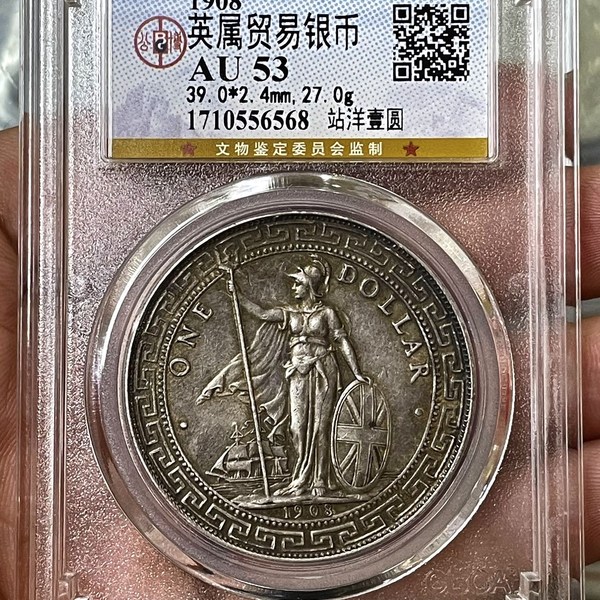 1908
英属贸易银币
AU 53
39.0*2.4mm,27.0g
1710556568 站洋壹圆
文物鉴定委员会监制
ONE DOLLAR
1908